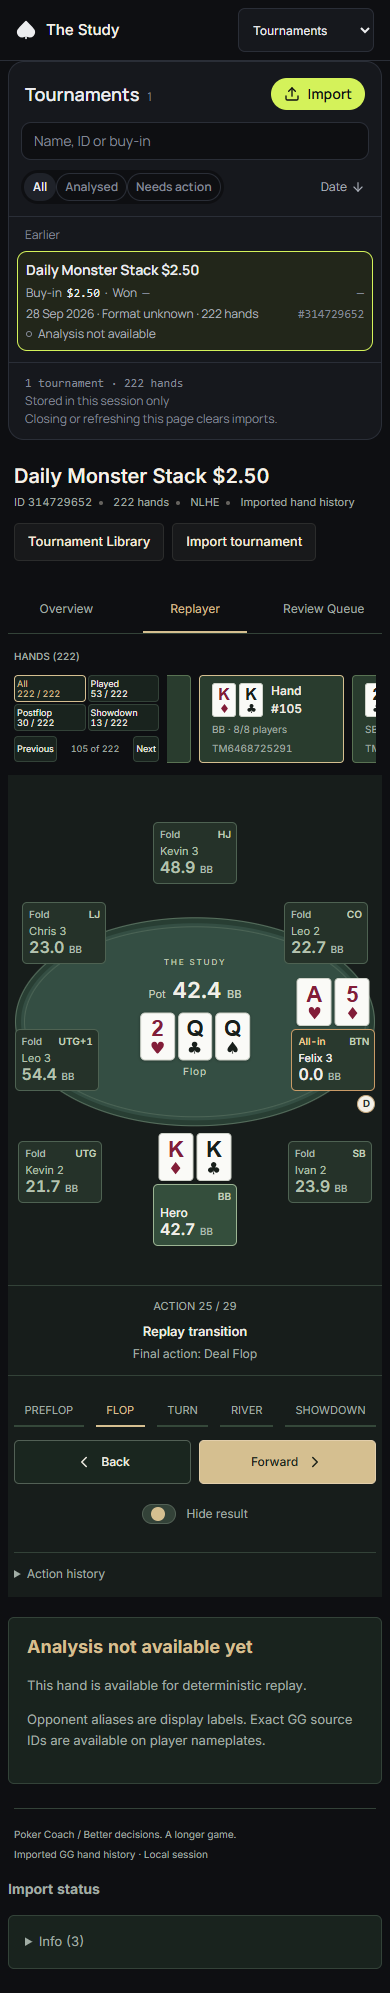 The Study
Tournaments
Tournaments 1
Import
Name, ID or buy-in
All Analysed Needs action Date ↓
Earlier
Daily Monster Stack $2.50
Buy-in $2.50 · Won — —
28 Sep 2026 · Format unknown · 222 hands #314729652
Analysis not available
1 tournament · 222 hands
Stored in this session only
Closing or refreshing this page clears imports.
Daily Monster Stack $2.50
ID 314729652 • 222 hands • NLHE • Imported hand history
Tournament Library Import tournament
Overview Replayer Review Queue
HANDS (222)
All
222 / 222
Played
53 / 222
Postflop
30 / 222
Showdown
13 / 222
Previous 105 of 222 Next
K♦ K♣ Hand
#105
BB · 8/8 players
TM6468725291
2
SB
TM
Fold HJ
Kevin 3
48.9 BB
Fold LJ
Chris 3
23.0 BB
Fold CO
Leo 2
22.7 BB
THE STUDY
Pot 42.4 BB
2♥ Q♣ Q♠
Flop
A♥ 5♦
Fold UTG+1
Leo 3
54.4 BB
All-in BTN
Felix 3
0.0 BB
D
Fold UTG
Kevin 2
21.7 BB
K♦ K♣
BB
Hero
42.7 BB
Fold SB
Ivan 2
23.9 BB
ACTION 25 / 29
Replay transition
Final action: Deal Flop
PREFLOP FLOP TURN RIVER SHOWDOWN
Back Forward
Hide result
Action history
Analysis not available yet
This hand is available for deterministic replay.
Opponent aliases are display labels. Exact GG source
IDs are available on player nameplates.
Poker Coach / Better decisions. A longer game.
Imported GG hand history · Local session
Import status
Info (3)